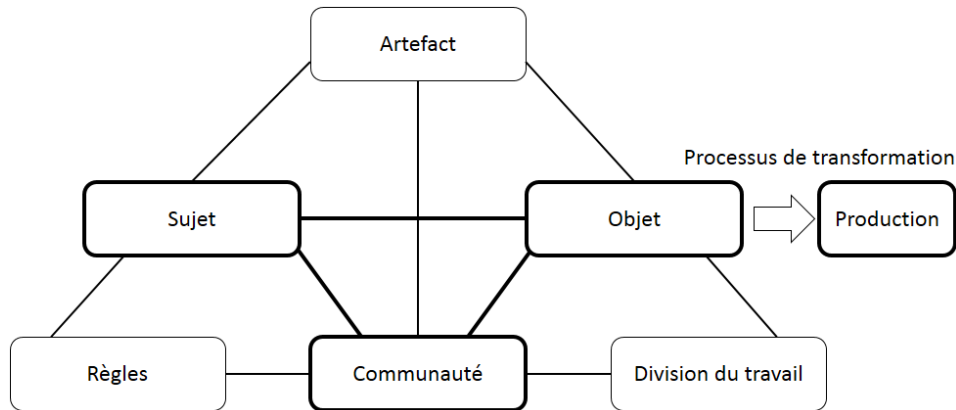 Artefact
Processus de transformation
Sujet
Objet
Production
Règles
Communauté
Division du travail